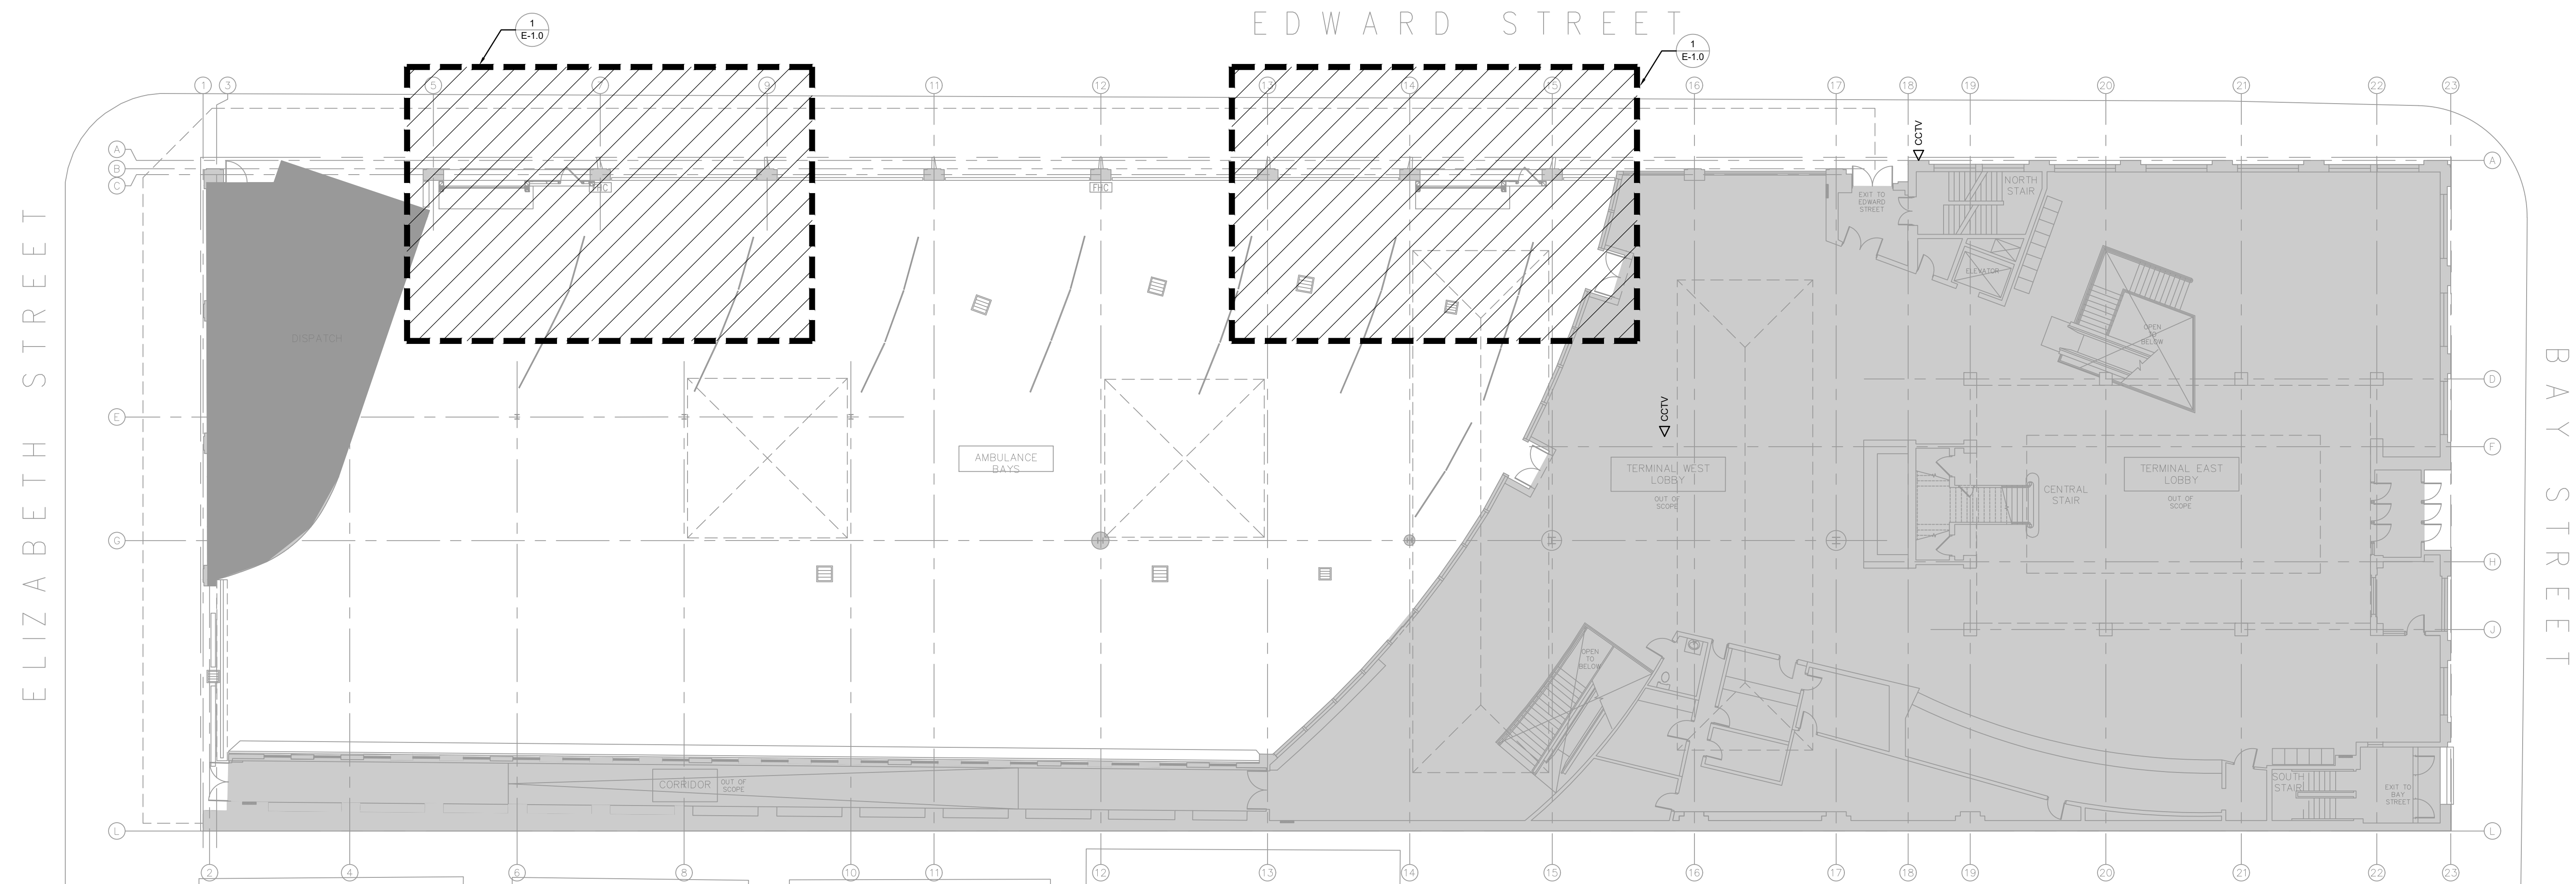 EDWARD STREET
1
E-1.0
1
E-1.0
1
3
5
7
9
11
12
13
14
15
16
17
18
19
20
21
22
23
A
B
C
A
CCTV
FHC
FHC
EXIT TO
EDWARD
STREET
NORTH
STAIR
ELEVATOR
OPEN
TO
BELOW
ELIZABETH STREET
BAY STREET
DISPATCH
D
E
CCTV
F
AMBULANCE
BAYS
TERMINAL WEST
LOBBY
OUT OF
SCOPE
CENTRAL
STAIR
TERMINAL EAST
LOBBY
OUT OF
SCOPE
G
H
J
OPEN
TO
BELOW
CORRIDOR
OUT OF
SCOPE
SOUTH
STAIR
EXIT TO
BAY
STREET
L
L
2
4
6
8
10
11
12
13
14
15
16
17
18
19
20
21
22
23